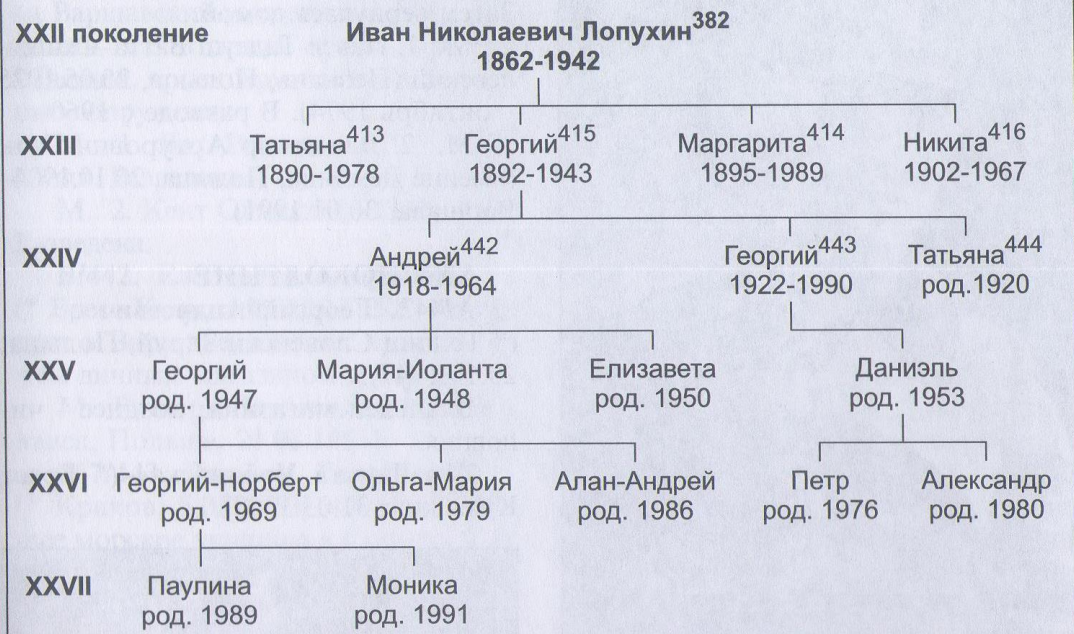 XXII поколение Иван Николаевич Лопухин382
1862-1942
XXIII Татьяна413 Георгий415 Маргарита414 Никита416
1890-1978 1892-1943 1895-1989 1902-1967
XXIV Андрей442 Георгий443 Татьяна444
1918-1964 1922-1990 род.1920
XXV Георгий Мария-Иоланта Елизавета Даниэль
род. 1947 род. 1948 род. 1950 род. 1953
XXVI Георгий-Норберт Ольга-Мария Алан-Андрей Петр Александр
род. 1969 род. 1979 род. 1986 род. 1976 род. 1980
XXVII Паулина Моника
род. 1989 род. 1991